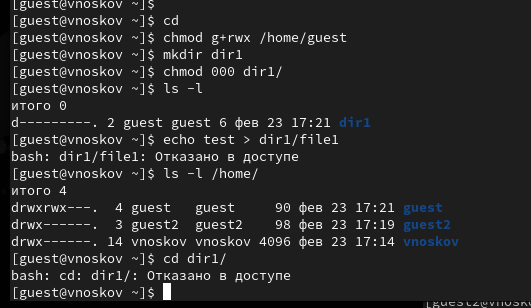 [guest@vnoskov ~]$
[guest@vnoskov ~]$ cd
[guest@vnoskov ~]$ chmod g+rwx /home/guest
[guest@vnoskov ~]$ mkdir dir1
[guest@vnoskov ~]$ chmod 000 dir1/
[guest@vnoskov ~]$ ls -l
итого 0
d---------. 2 guest guest 6 фев 23 17:21 dir1
[guest@vnoskov ~]$ echo test > dir1/file1
bash: dir1/file1: Отказано в доступе
[guest@vnoskov ~]$ ls -l /home/
итого 4
drwxrwx---.  4 guest   guest     90 фев 23 17:21 guest
drwx------.  3 guest2  guest2    98 фев 23 17:19 guest2
drwx------. 14 vnoskov vnoskov 4096 фев 23 17:14 vnoskov
[guest@vnoskov ~]$ cd dir1/
bash: cd: dir1/: Отказано в доступе
[guest@vnoskov ~]$
[guest2@vnosko